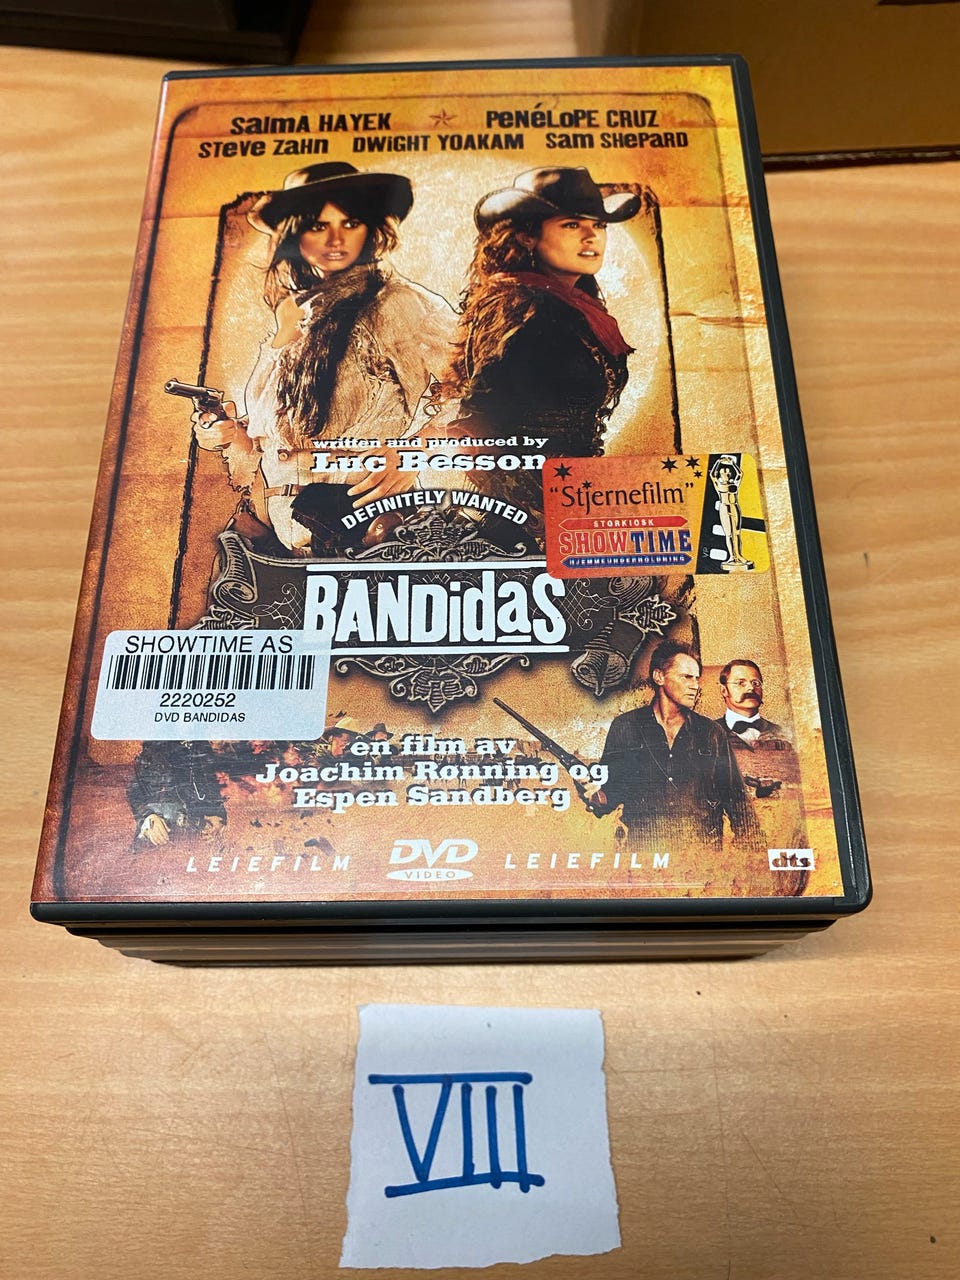 SalMA HAYEK PeNéLoPE CRUZ
STeve Zahn DWiGHT YOAKAM Sam SHePARD
written and produced by
Luc Besson
DEFINITELY WANTED
"Stjernefilm"
STORKIOSK
SHOWTIME
HJEMMEUNDERHOLDNING
BANDidaS
SHOWTIME AS
2220252
DVD BANDIDAS
en film av
Joachim Rønning og
Espen Sandberg
LEIEFILM DVD LEIEFILM
VIDEO
dts
VIII